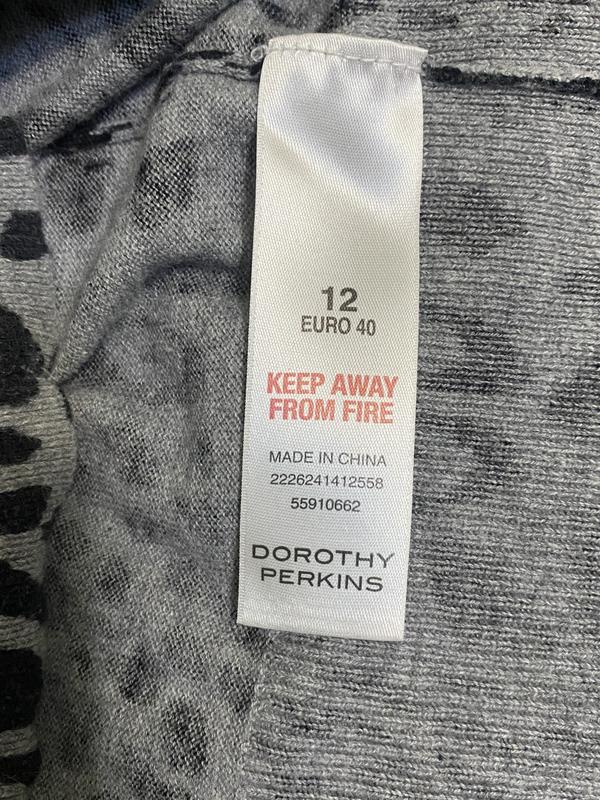 12
EURO 40
KEEP AWAY
FROM FIRE
MADE IN CHINA
2226241412558
55910662
DOROTHY
PERKINS